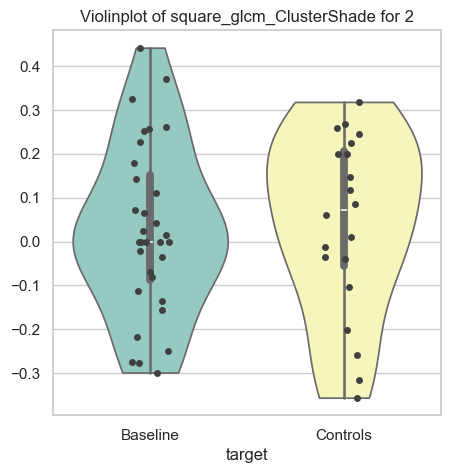 Violinplot of square_glcm_ClusterShade for 2
0.4
0.3
0.2
0.1
0.0
−0.1
−0.2
−0.3
Baseline Controls
target